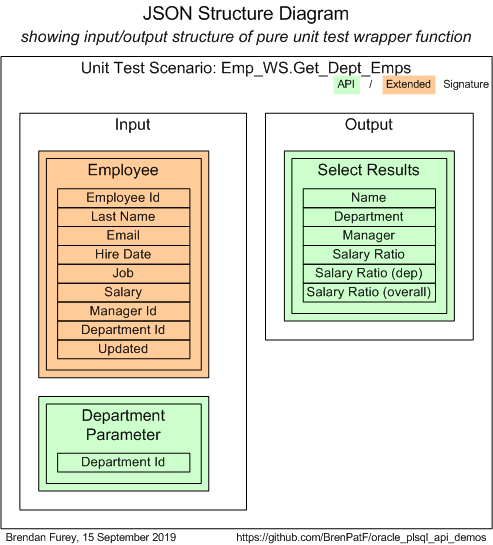 JSON Structure Diagram
showing input/output structure of pure unit test wrapper function
Unit Test Scenario: Emp_WS.Get_Dept_Emps
API / Extended Signature
Input
Employee
Employee Id
Last Name
Email
Hire Date
Job
Salary
Manager Id
Department Id
Updated
Department
Parameter
Department Id
Output
Select Results
Name
Department
Manager
Salary Ratio
Salary Ratio (dep)
Salary Ratio (overall)
Brendan Furey, 15 September 2019
https://github.com/BrenPatF/oracle_plsql_api_demos